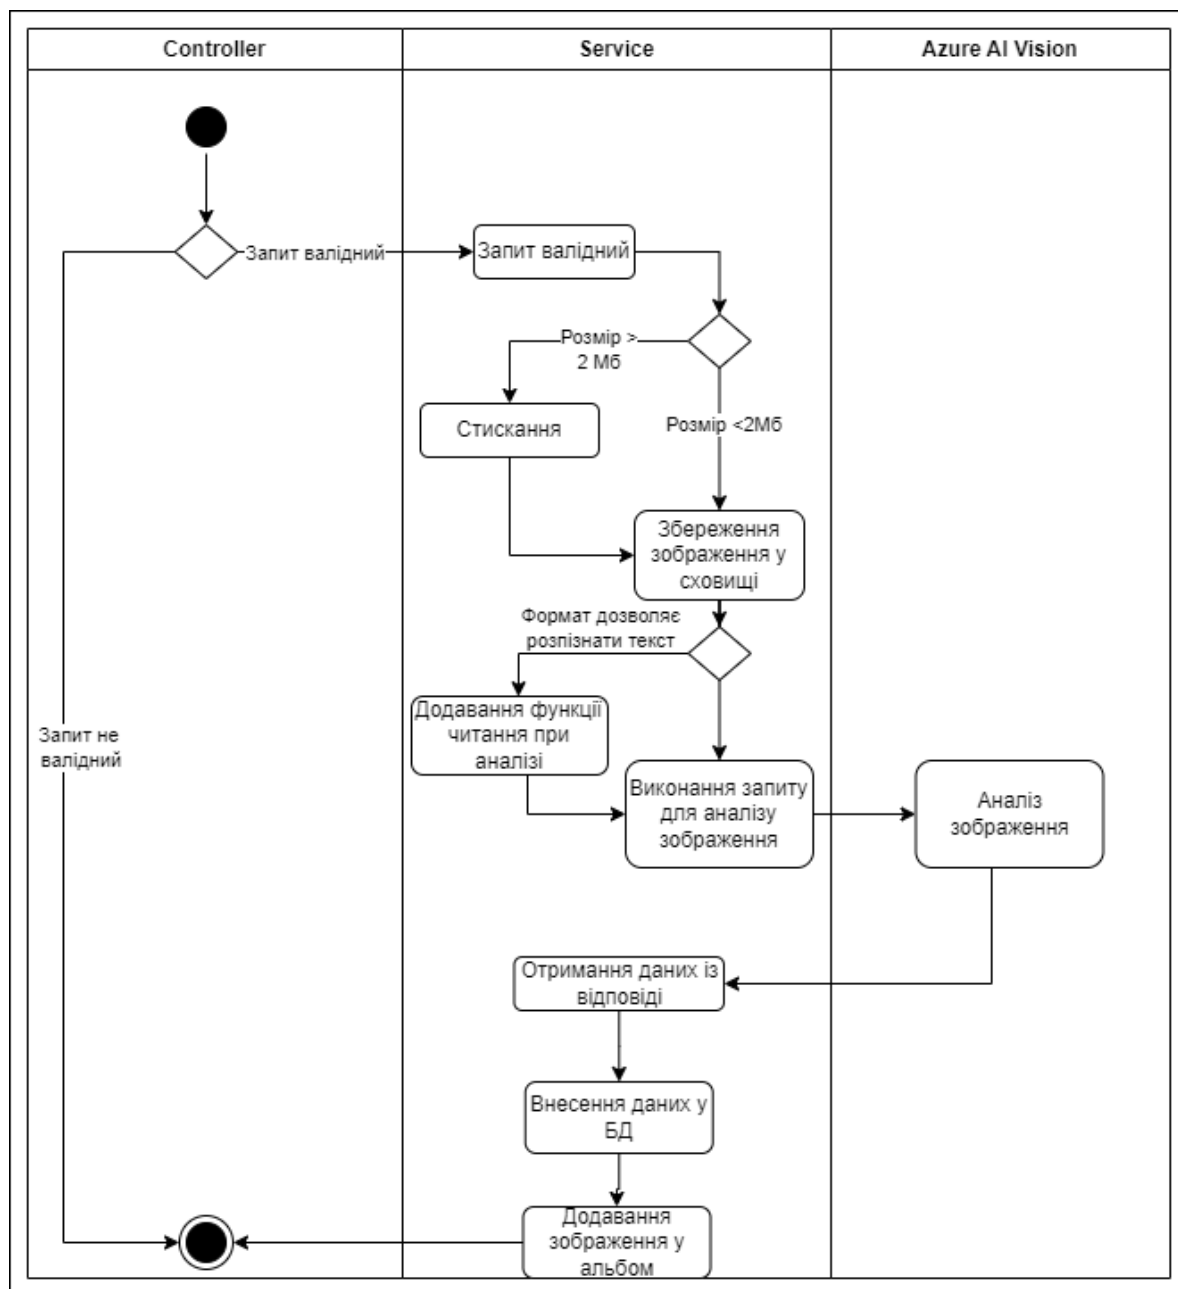 Controller
Service
Azure AI Vision
Запит валідний
Запит валідний
Розмір >
2 Мб
Стискання
Розмір <2Мб
Збереження
зображення у
сховищі
Формат дозволяє
розпізнати текст
Додавання функції
читання при
аналізі
Запит не
валідний
Виконання запиту
для аналізу
зображення
Аналіз
зображення
Отримання даних із
відповіді
Внесення даних у
БД
Додавання
зображення у
альбом